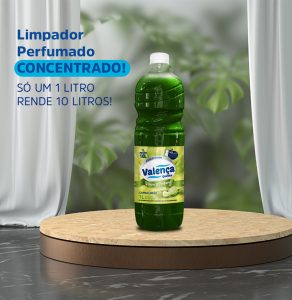 Limpador
Perfumado
CONCENTRADO!
SÓ UM 1 LITRO
RENDE 10 LITROS!
Valença